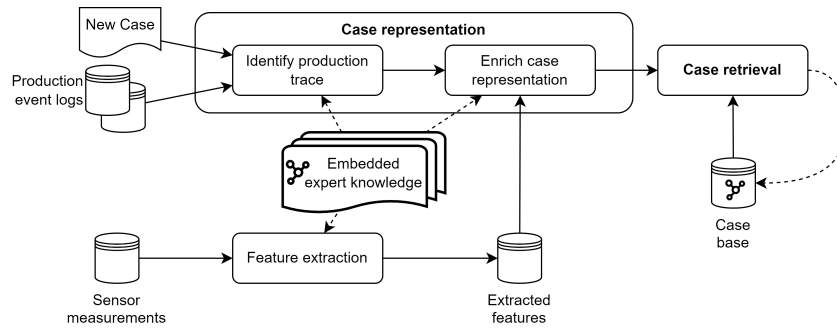 New Case
Production
event logs
Case representation
Identify production
trace
Enrich case
representation
Case retrieval
Embedded
expert knowledge
Case
base
Feature extraction
Sensor
measurements
Extracted
features